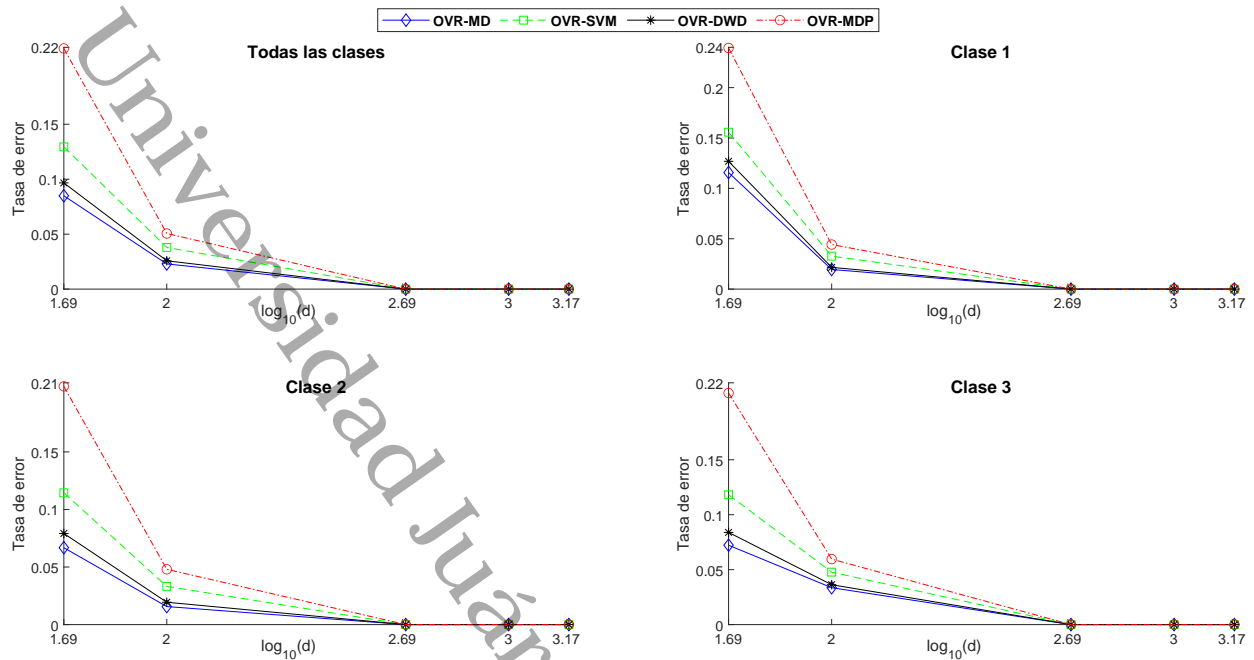 OVR-MD OVR-SVM OVR-DWD OVR-MDP
Todas las clases
Tasa de error
0.22
0.15
0.1
0.05
0
1.69 2 2.69 3 3.17
log10(d)
Clase 1
Tasa de error
0.24
0.2
0.15
0.1
0.05
0
1.69 2 2.69 3 3.17
log10(d)
Clase 2
Tasa de error
0.21
0.15
0.1
0.05
0
1.69 2 2.69 3 3.17
log10(d)
Clase 3
Tasa de error
0.22
0.15
0.1
0.05
0
1.69 2 2.69 3 3.17
log10(d)
Universidad Juár